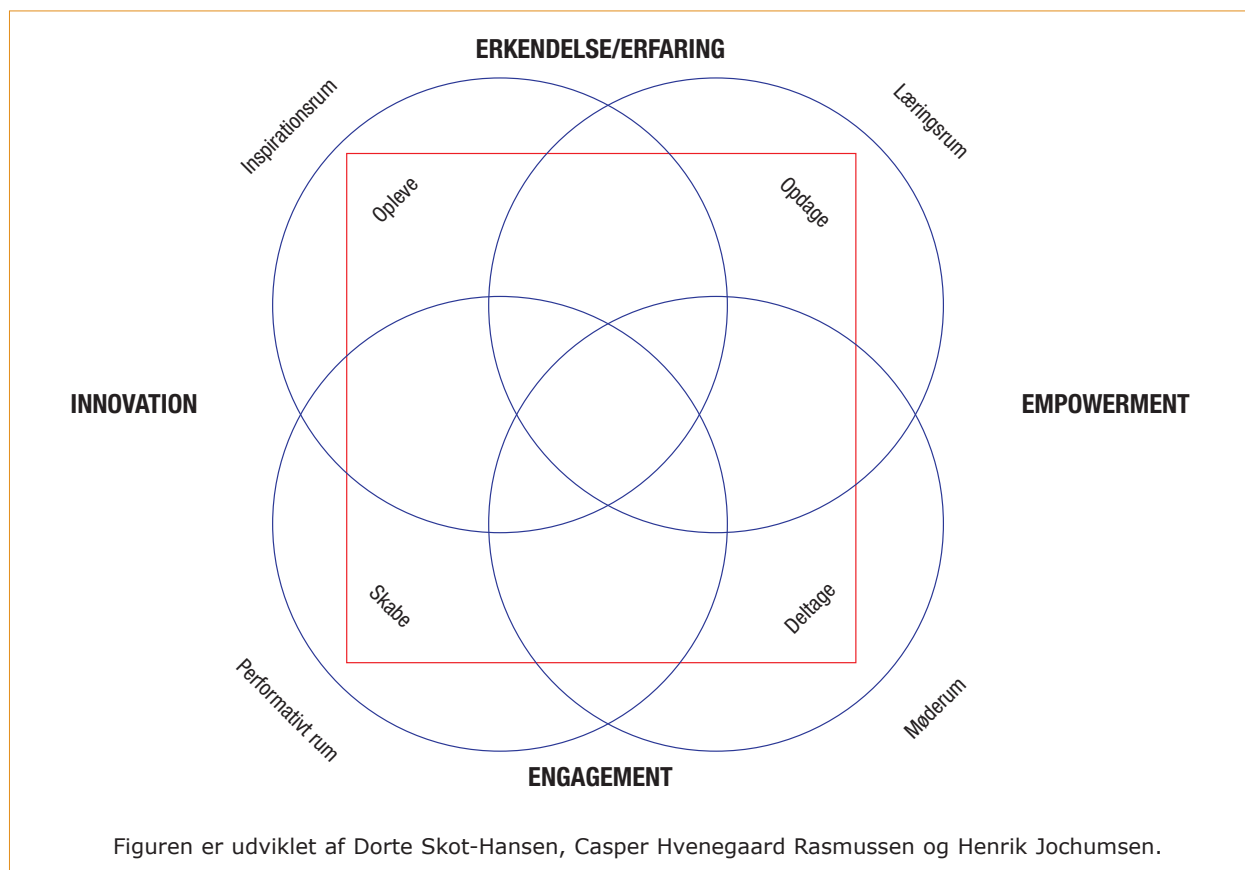 ERKENDELSE/ERFARING
Inspirationsrum
Læringsrum
Opleve
Opdage
INNOVATION
EMPOWERMENT
Skabe
Deltage
Performativt rum
Møderum
ENGAGEMENT
Figuren er udviklet af Dorte Skot-Hansen, Casper Hvenegaard Rasmussen og Henrik Jochumsen.